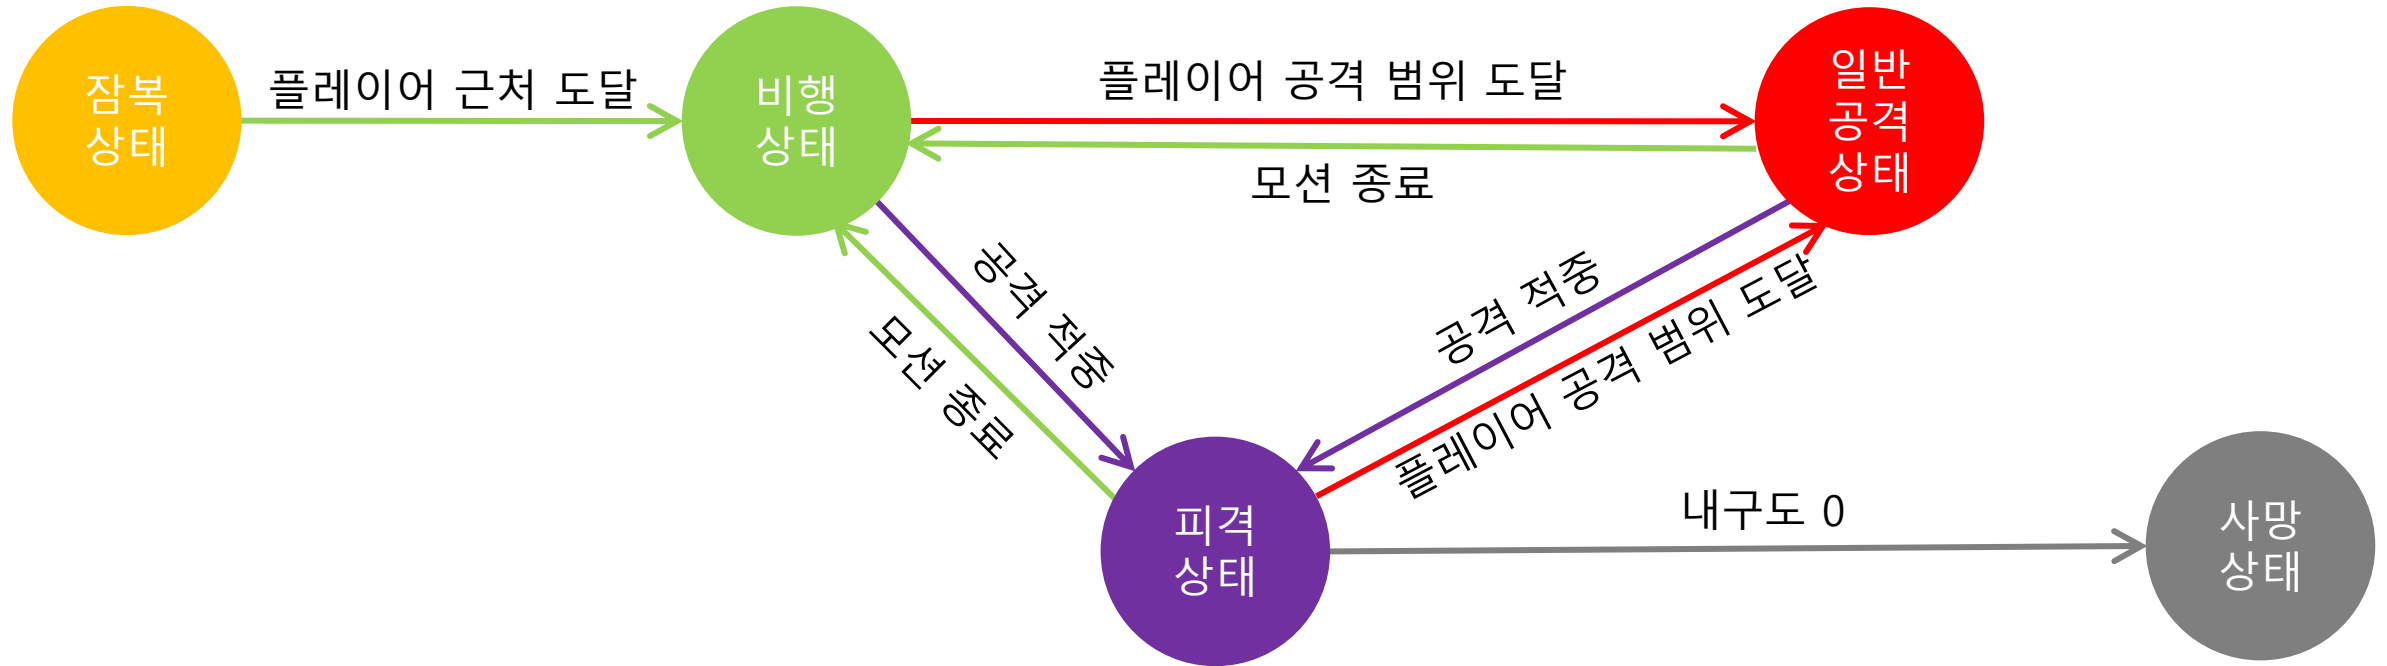 잠복
상태
플레이어 근처 도달
비행
상태
플레이어 공격 범위 도달
모션 종료
일반
공격
상태
공격 적중
모션 종료
공격 적중
플레이어 공격 범위 도달
피격
상태
내구도 0
사망
상태